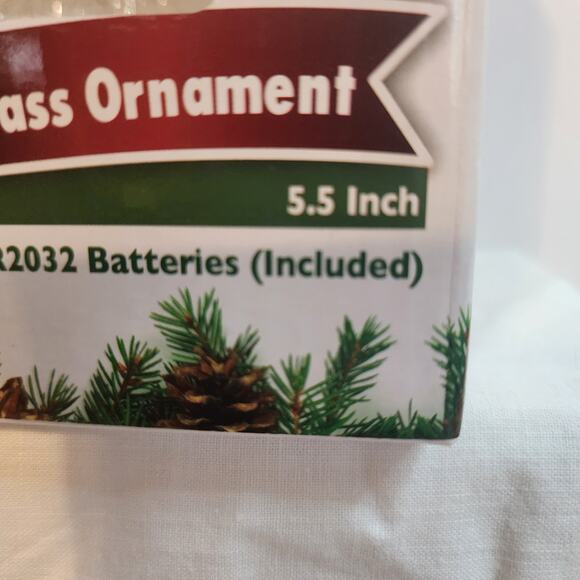 ass Ornament
5.5 Inch
R2032 Batteries (Included)